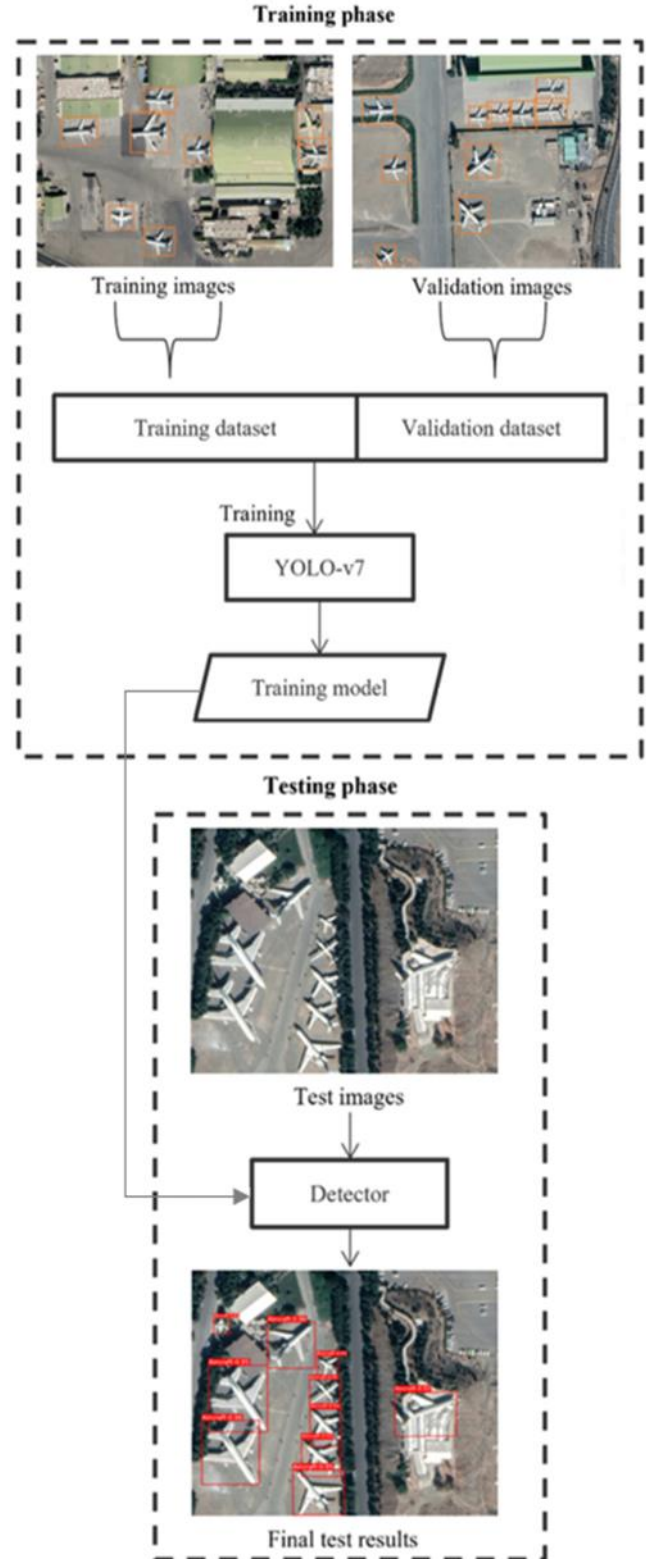 Training phase
Training images
Validation images
Training dataset
Validation dataset
Training
YOLO-v7
Training model
Testing phase
Test images
Detector
Final test results